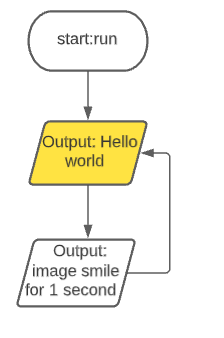 start:run
Output: Hello
world
Output:
image smile
for 1 second